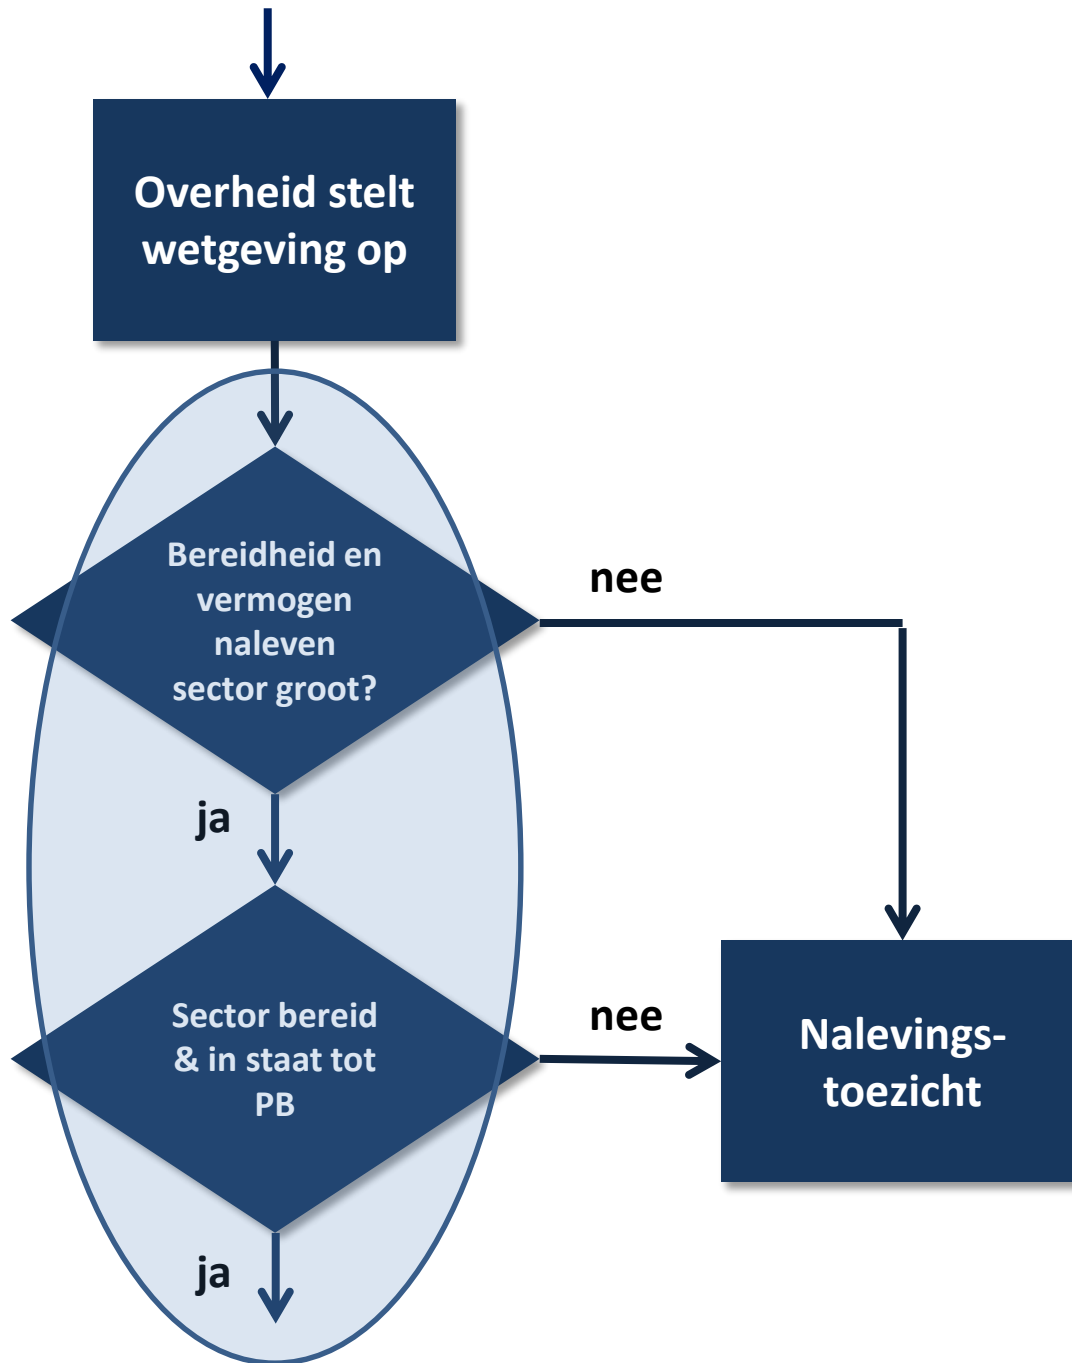 Overheid stelt
wetgeving op
Bereidheid en
vermogen
naleven
sector groot?
nee
ja
Sector bereid
& in staat tot
PB
nee
Nalevings-
toezicht
ja